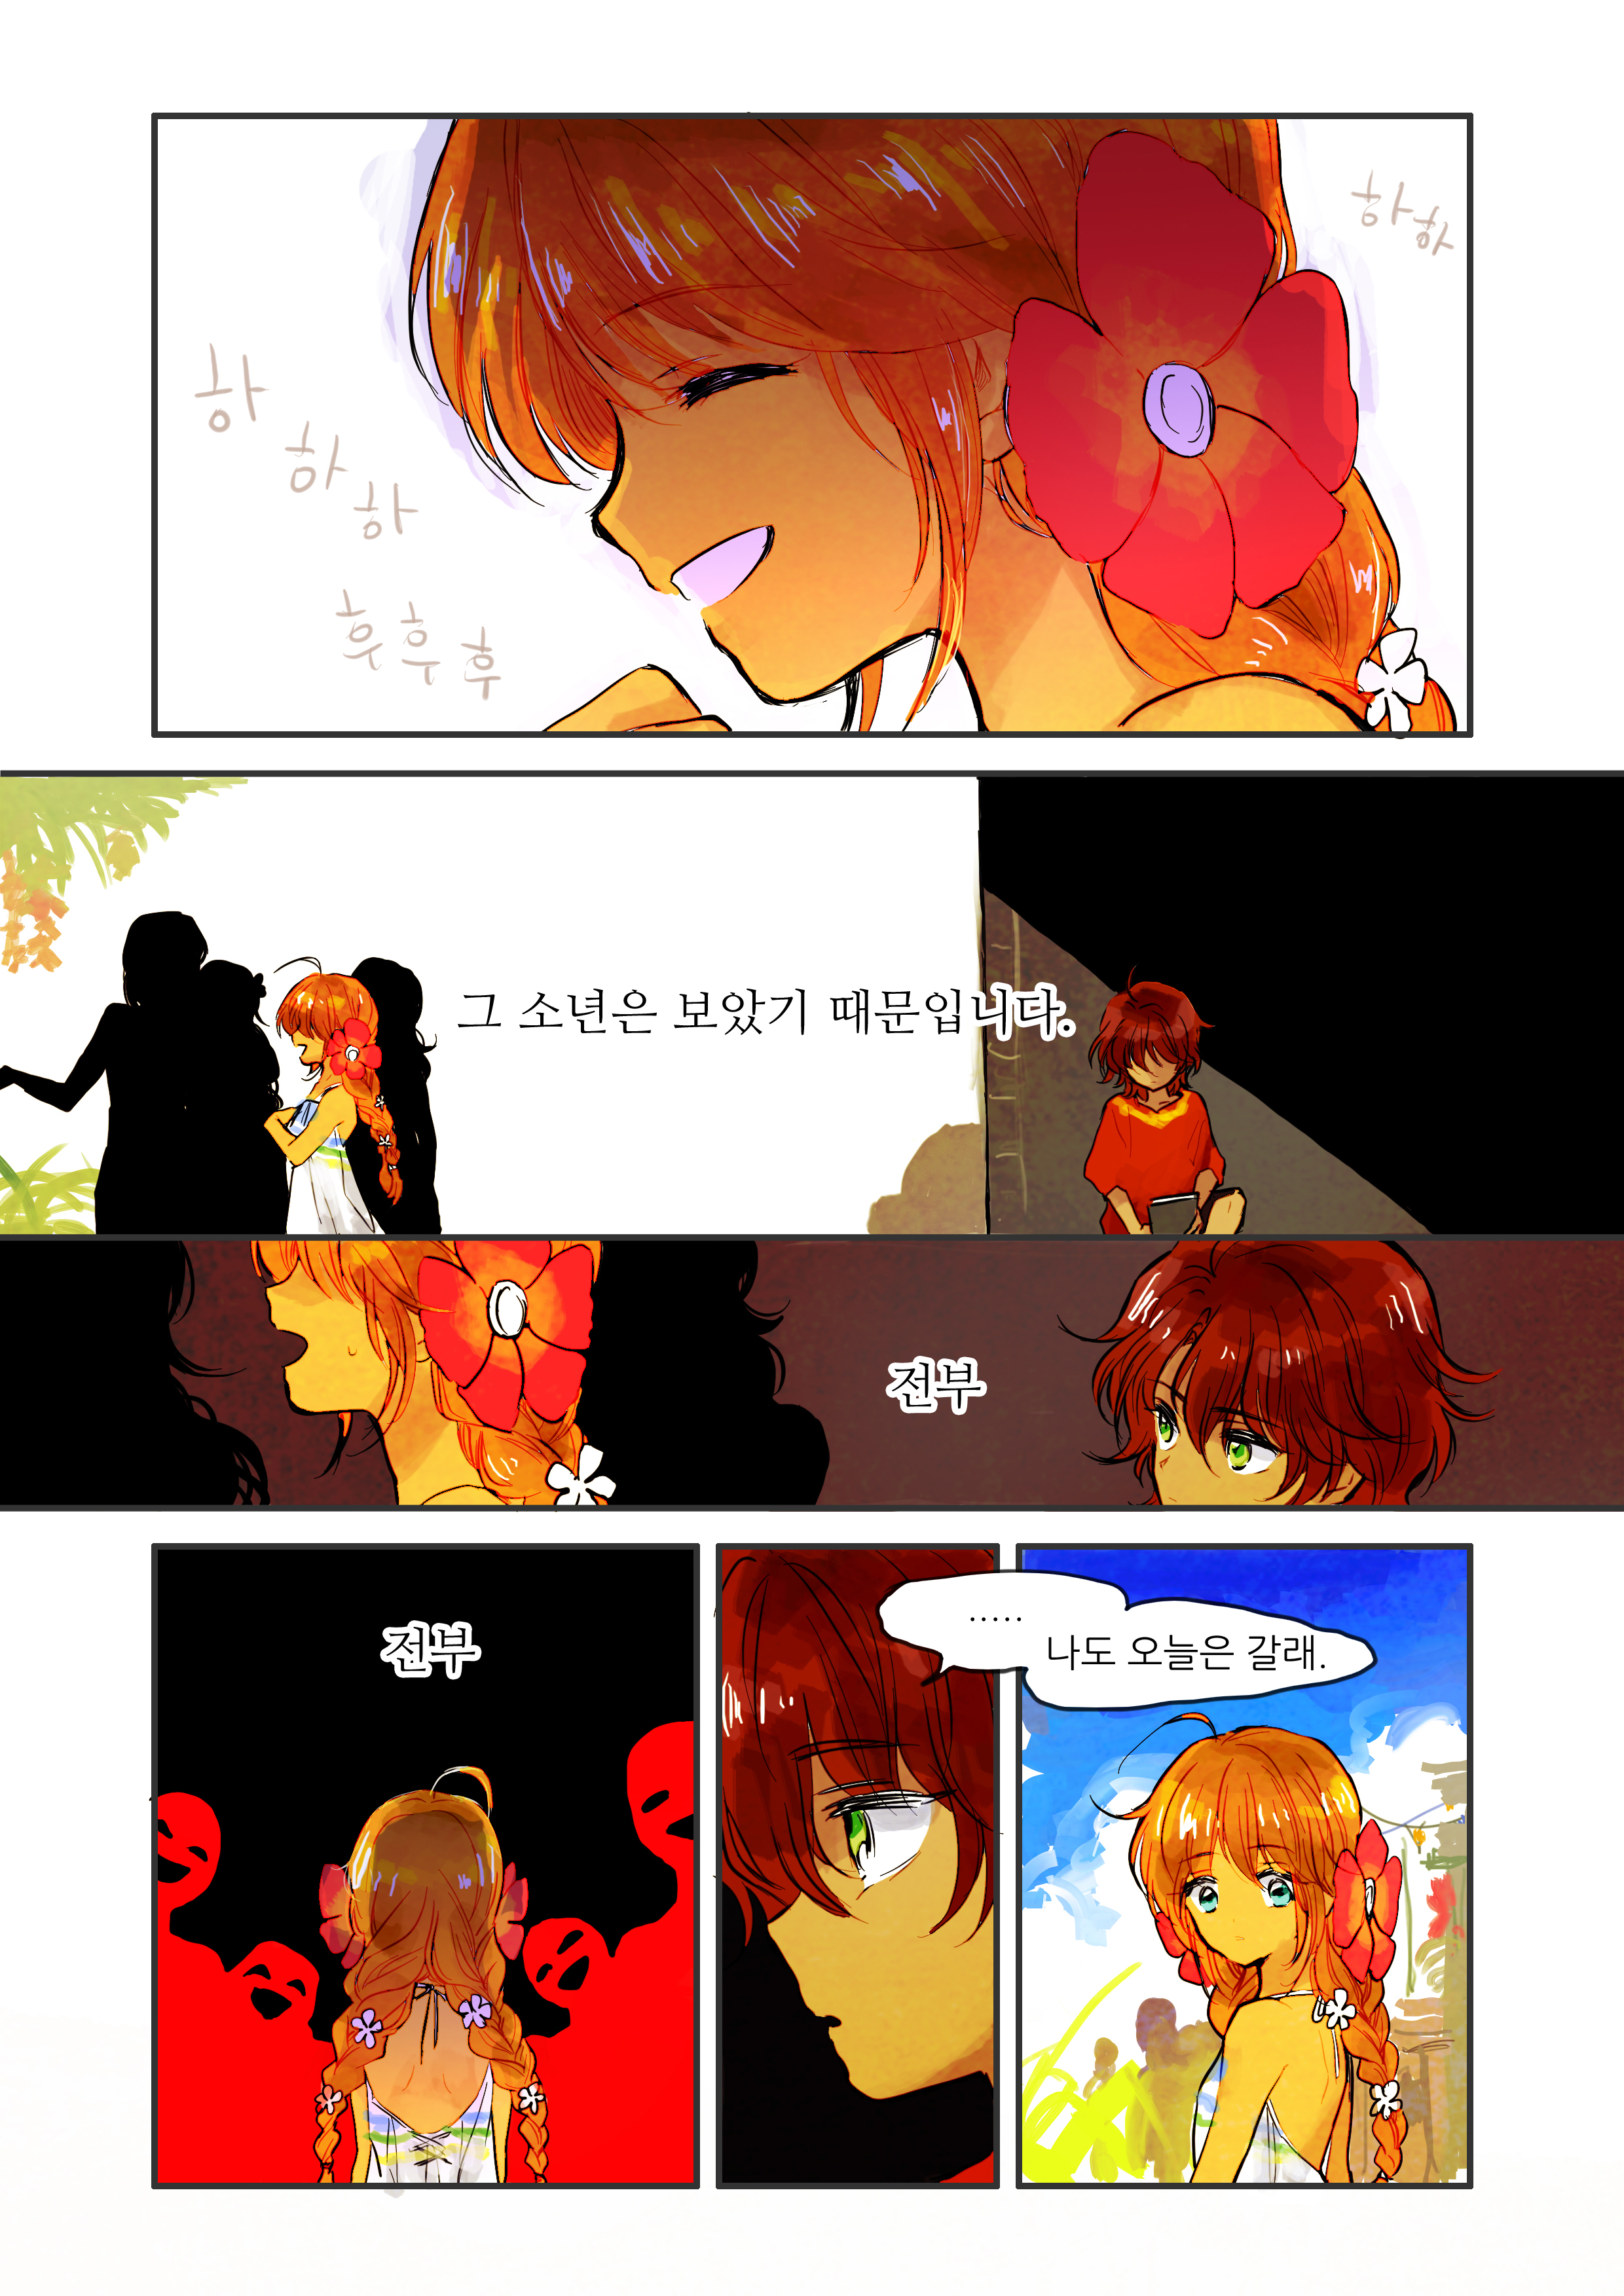 하하
하
하
하
후후후
그 소년은 보았기 때문입니다.
전부
전부
.....
나도 오늘은 갈래.